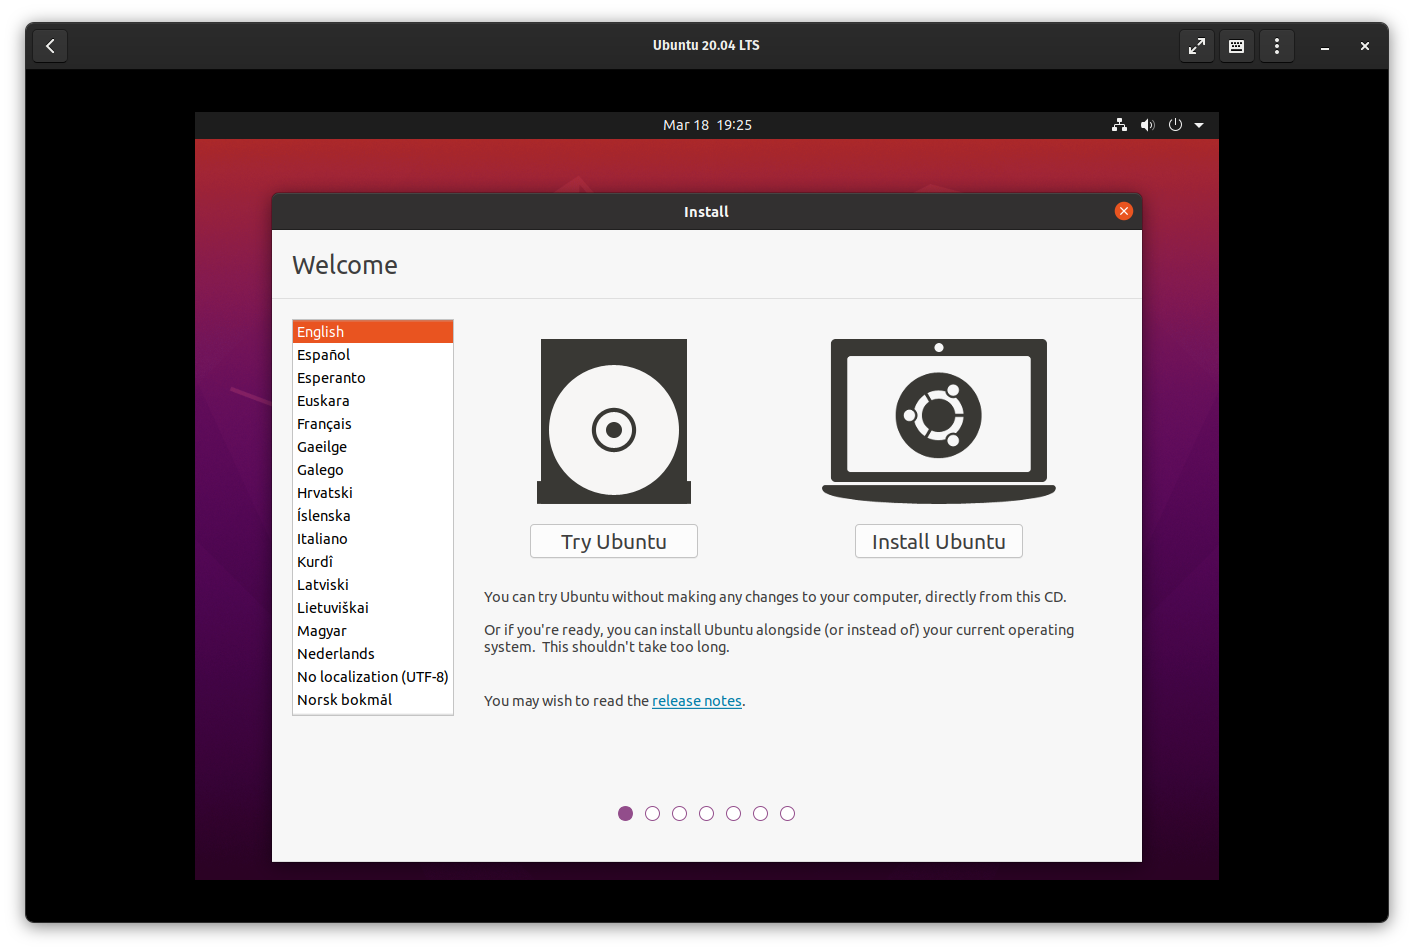 Ubuntu 20.04 LTS
Mar 18 19:25
Install
Welcome
English
Español
Esperanto
Euskara
Français
Gaeilge
Galego
Hrvatski
Íslenska
Italiano
Kurdî
Latviski
Lietuviškai
Magyar
Nederlands
No localization (UTF-8)
Norsk bokmål
Try Ubuntu
Install Ubuntu
You can try Ubuntu without making any changes to your computer, directly from this CD.
Or if you're ready, you can install Ubuntu alongside (or instead of) your current operating
system.  This shouldn't take too long.
You may wish to read the release notes.